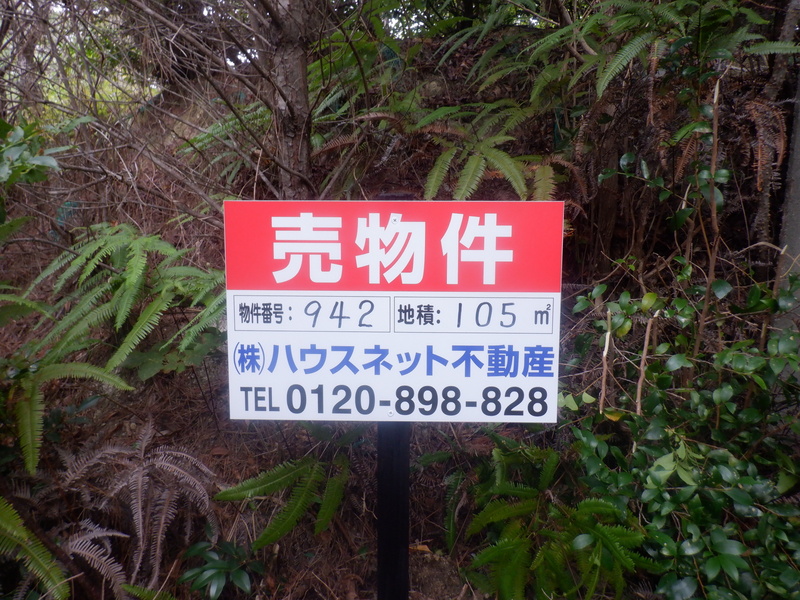 売物件
物件番号: 942 地積: 105 ㎡
(株)ハウスネット不動産
TEL 0120-898-828